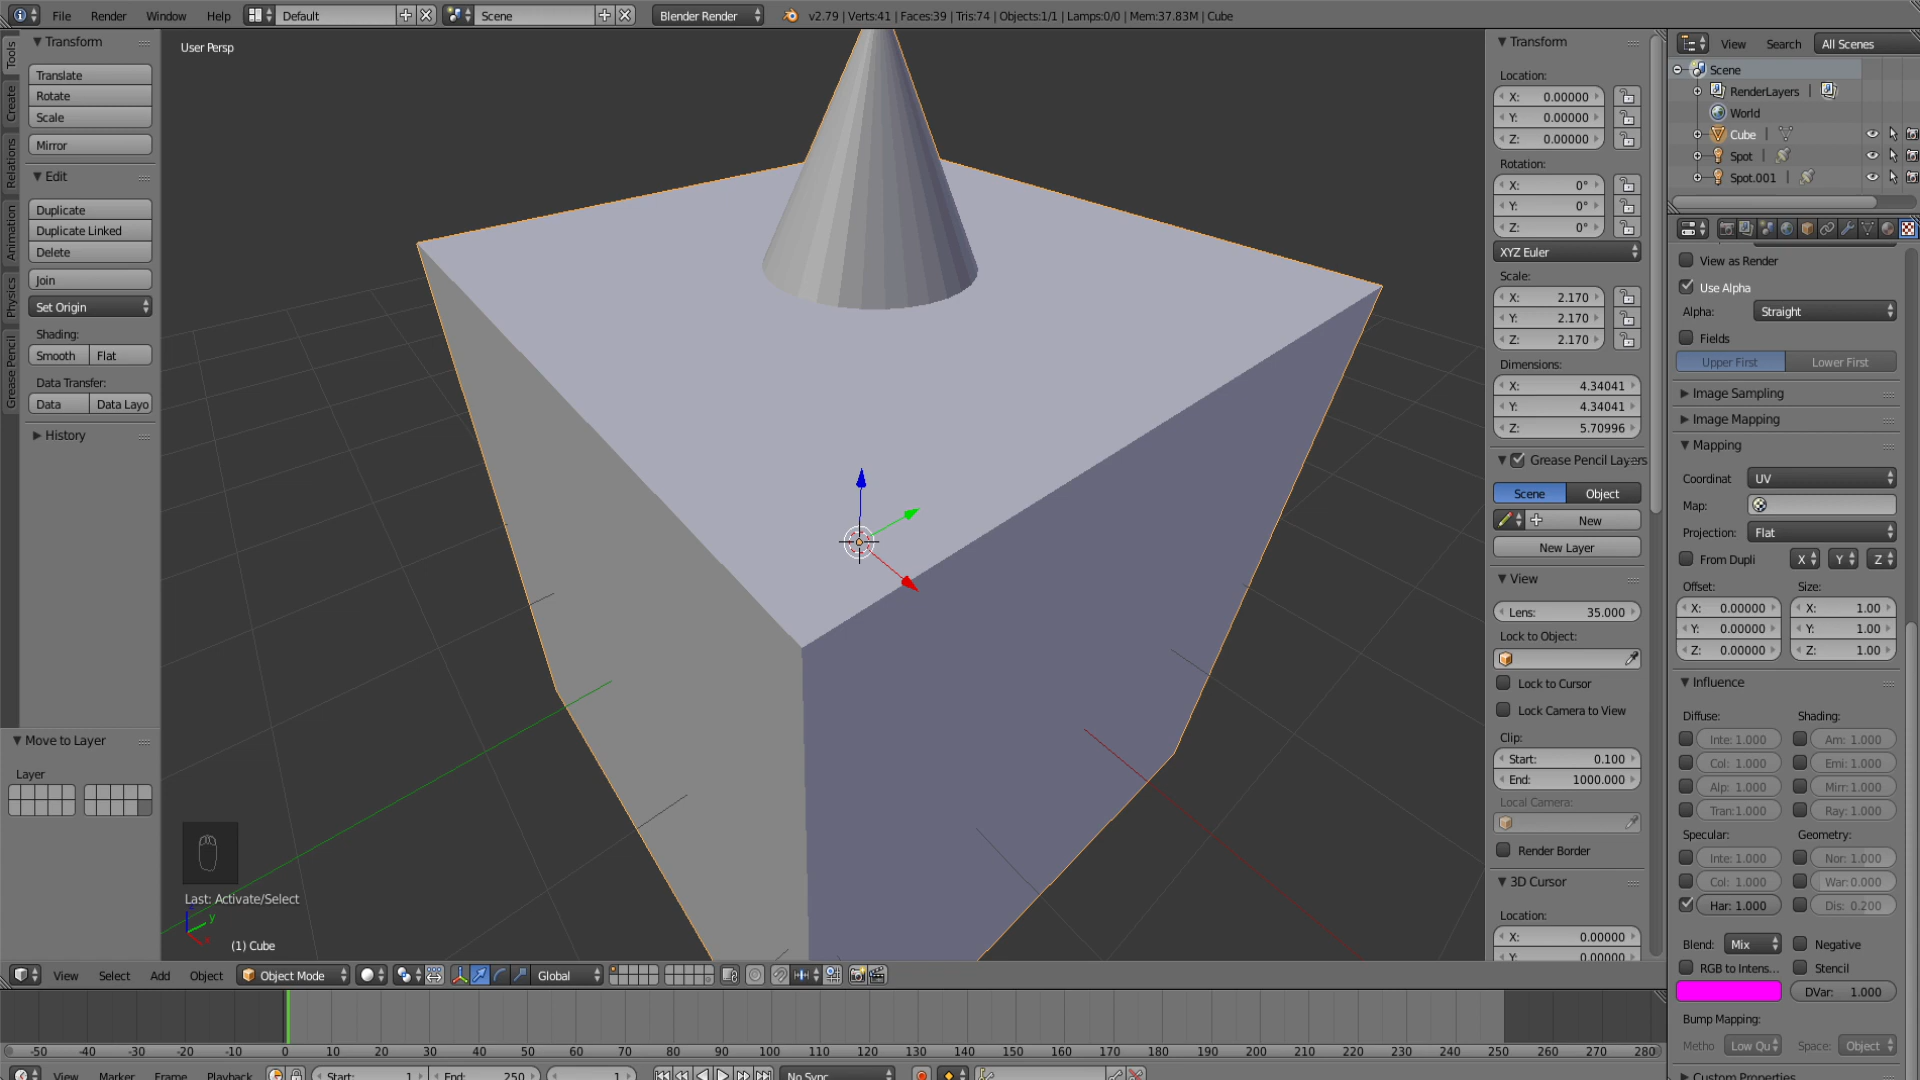 File Render Window Help Default Scene Blender Render v2.79 | Verts:41 | Faces:39 | Tris:74 | Objects:1/1 | Lamps:0/0 | Mem:37.83M | Cube
Tools
Create
Relations
Animation
Physics
Grease Pencil
Transform
Translate
Rotate
Scale
Mirror
Edit
Duplicate
Duplicate Linked
Delete
Join
Set Origin
Shading:
Smooth Flat
Data Transfer:
Data Data Layo
History
Move to Layer
Layer
User Persp
Last: Activate/Select
y
(1) Cube
Transform
Location:
X: 0.00000
Y: 0.00000
Z: 0.00000
Rotation:
X: 0°
Y: 0°
Z: 0°
XYZ Euler
Scale:
X: 2.170
Y: 2.170
Z: 2.170
Dimensions:
X: 4.34041
Y: 4.34041
Z: 5.70996
Grease Pencil Layers
Scene Object
New
New Layer
View
Lens: 35.000
Lock to Object:
Lock to Cursor
Lock Camera to View
Clip:
Start: 0.100
End: 1000.000
Local Camera:
Render Border
3D Cursor
Location:
X: 0.00000
Y: 0.00000
View Search All Scenes
Scene
RenderLayers |
World
Cube |
Spot |
Spot.001 |
View as Render
Use Alpha
Alpha: Straight
Fields
Upper First Lower First
Image Sampling
Image Mapping
Mapping
Coordinat UV
Map:
Projection: Flat
From Dupli X Y Z
Offset: Size:
X: 0.00000 X: 1.00
Y: 0.00000 Y: 1.00
Z: 0.00000 Z: 1.00
Influence
Diffuse: Shading:
Inte: 1.000 Am: 1.000
Col: 1.000 Emi: 1.000
Alp: 1.000 Mirr: 1.000
Tran: 1.000 Ray: 1.000
Specular: Geometry:
Inte: 1.000 Nor: 1.000
Col: 1.000 War: 0.000
Har: 1.000 Dis: 0.200
Blend: Mix Negative
RGB to Intens... Stencil
DVar: 1.000
Bump Mapping:
Metho Low Qu Space: Object
Custom Properties
View Select Add Object Object Mode Global
-50 -40 -30 -20 -10 0 10 20 30 40 50 60 70 80 90 100 110 120 130 140 150 160 170 180 190 200 210 220 230 240 250 260 270 280
View Marker Frame Playback Start: 1 End: 250 1 No Sync